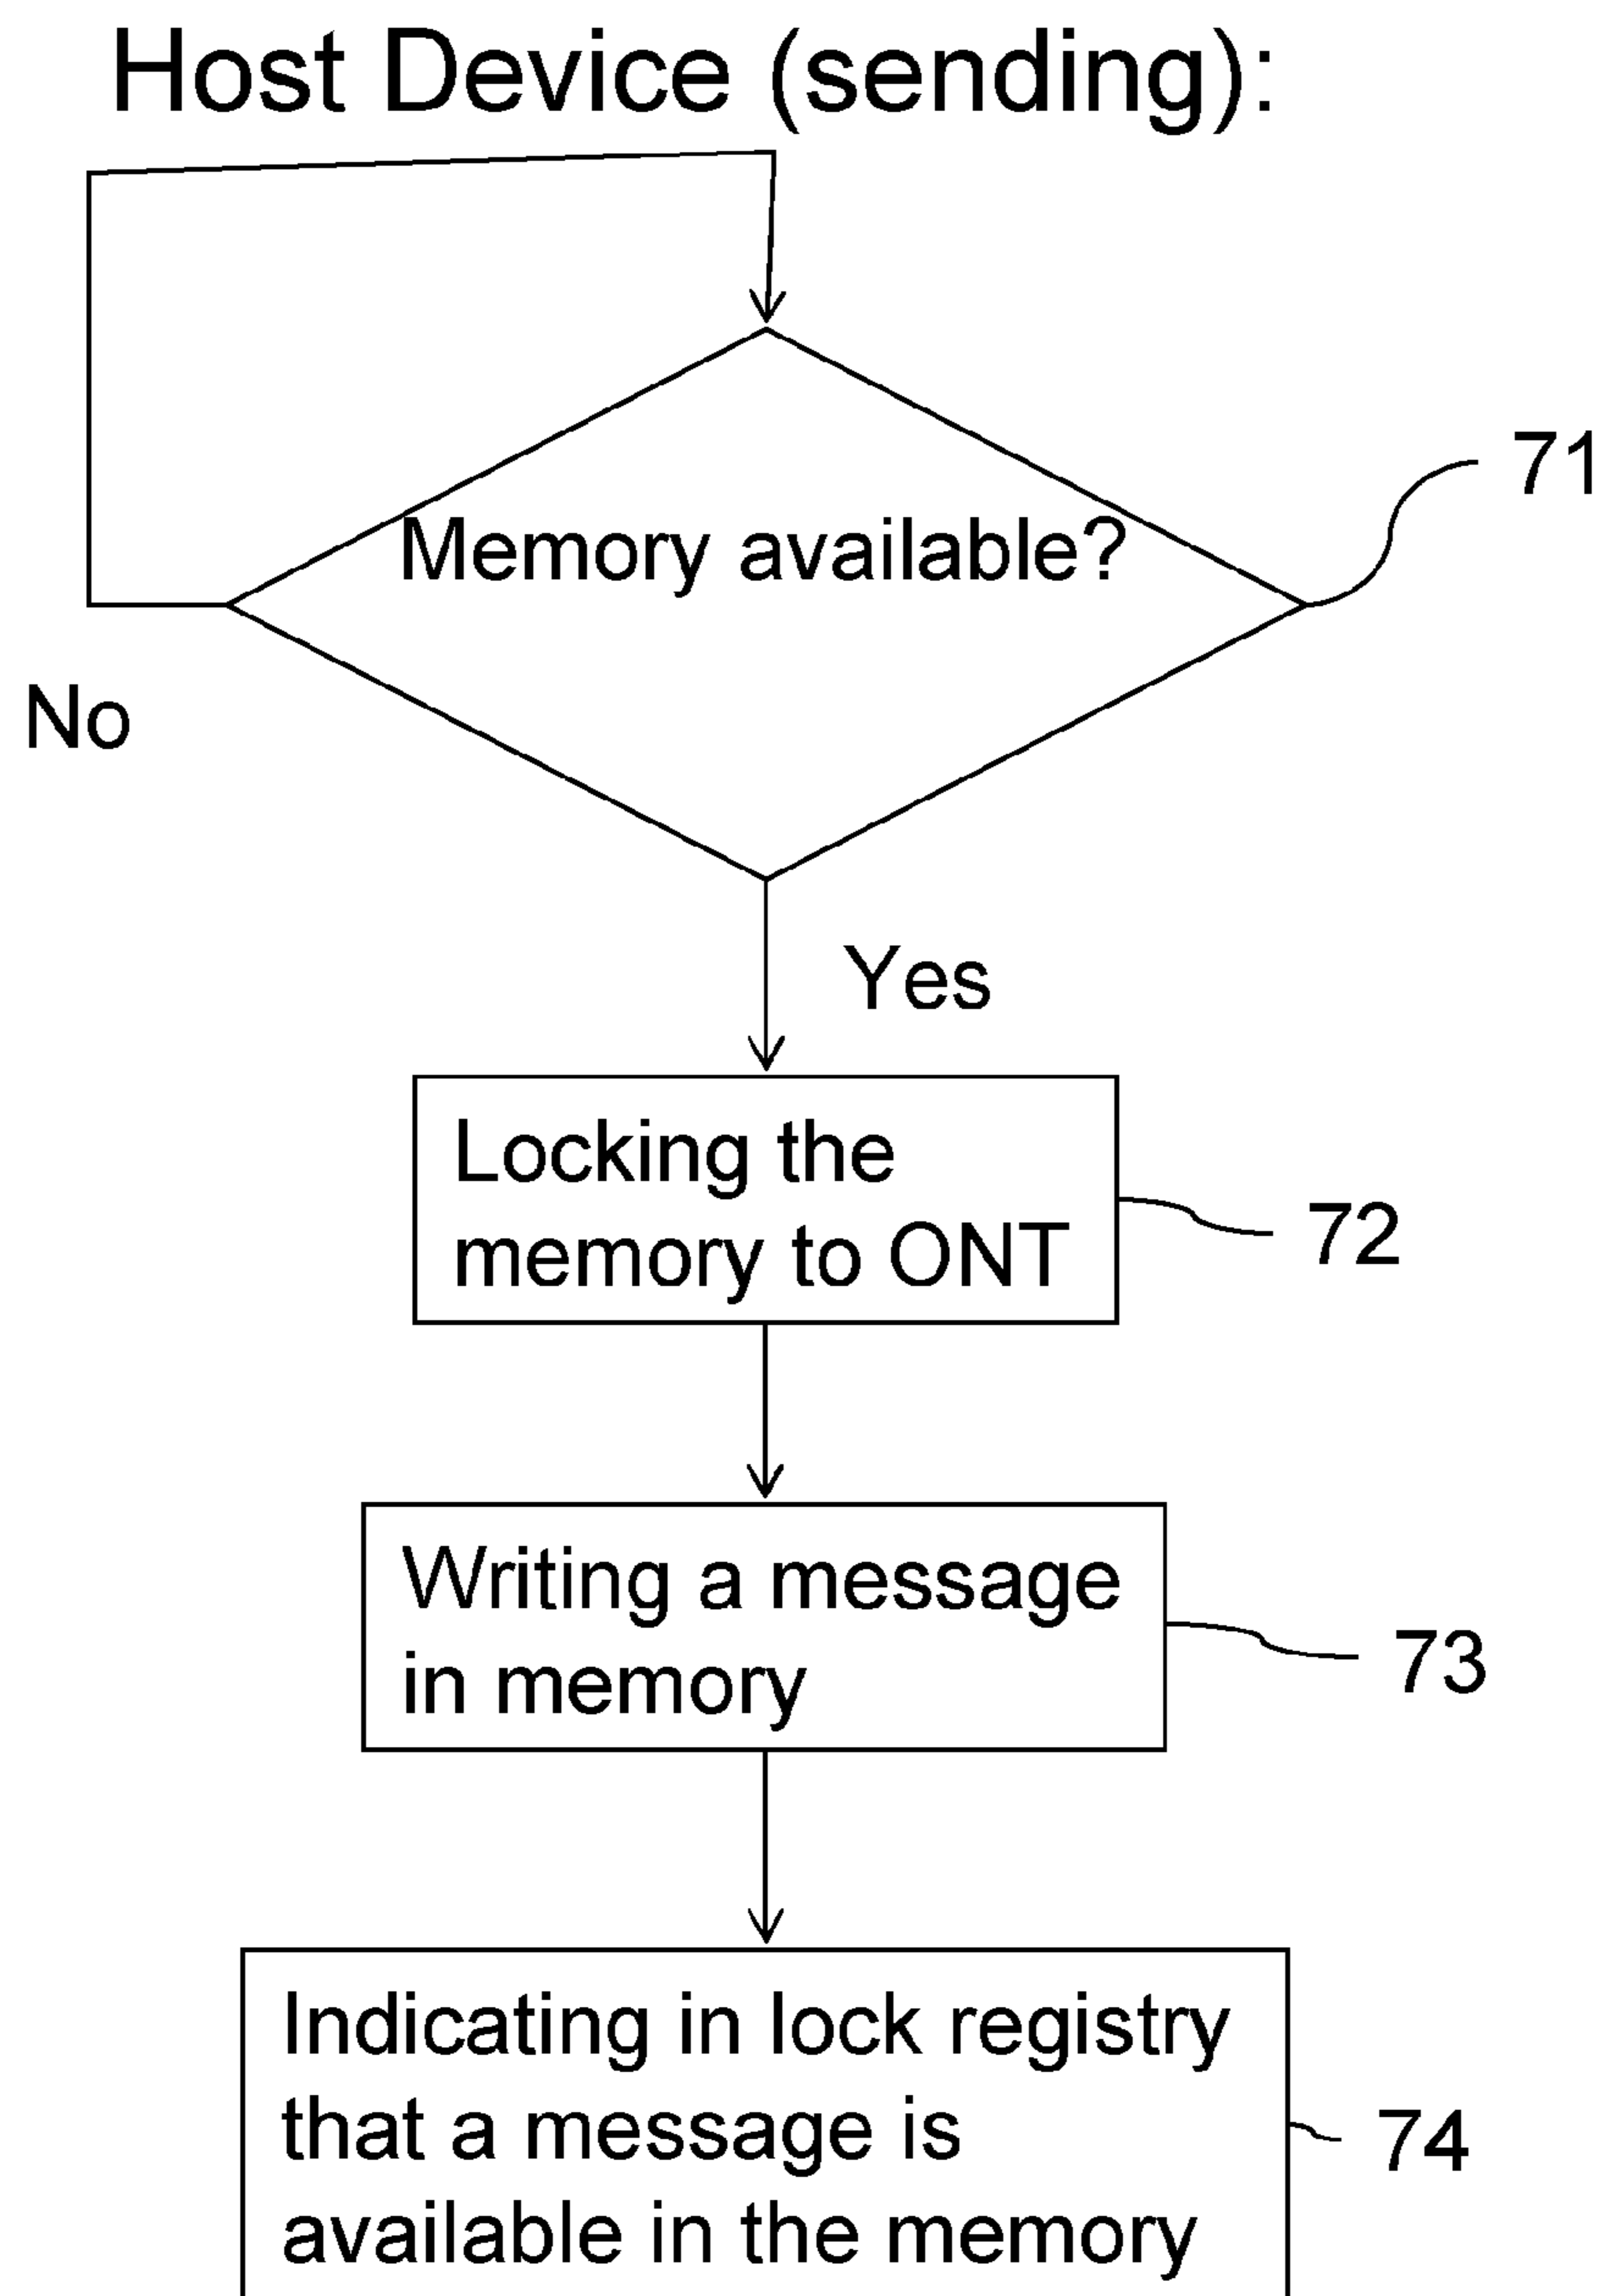 Host Device (sending):
71
Memory available?
No
Yes
Locking the
memory to ONT
72
Writing a message
in memory
73
Indicating in lock registry
that a message is
available in the memory
74